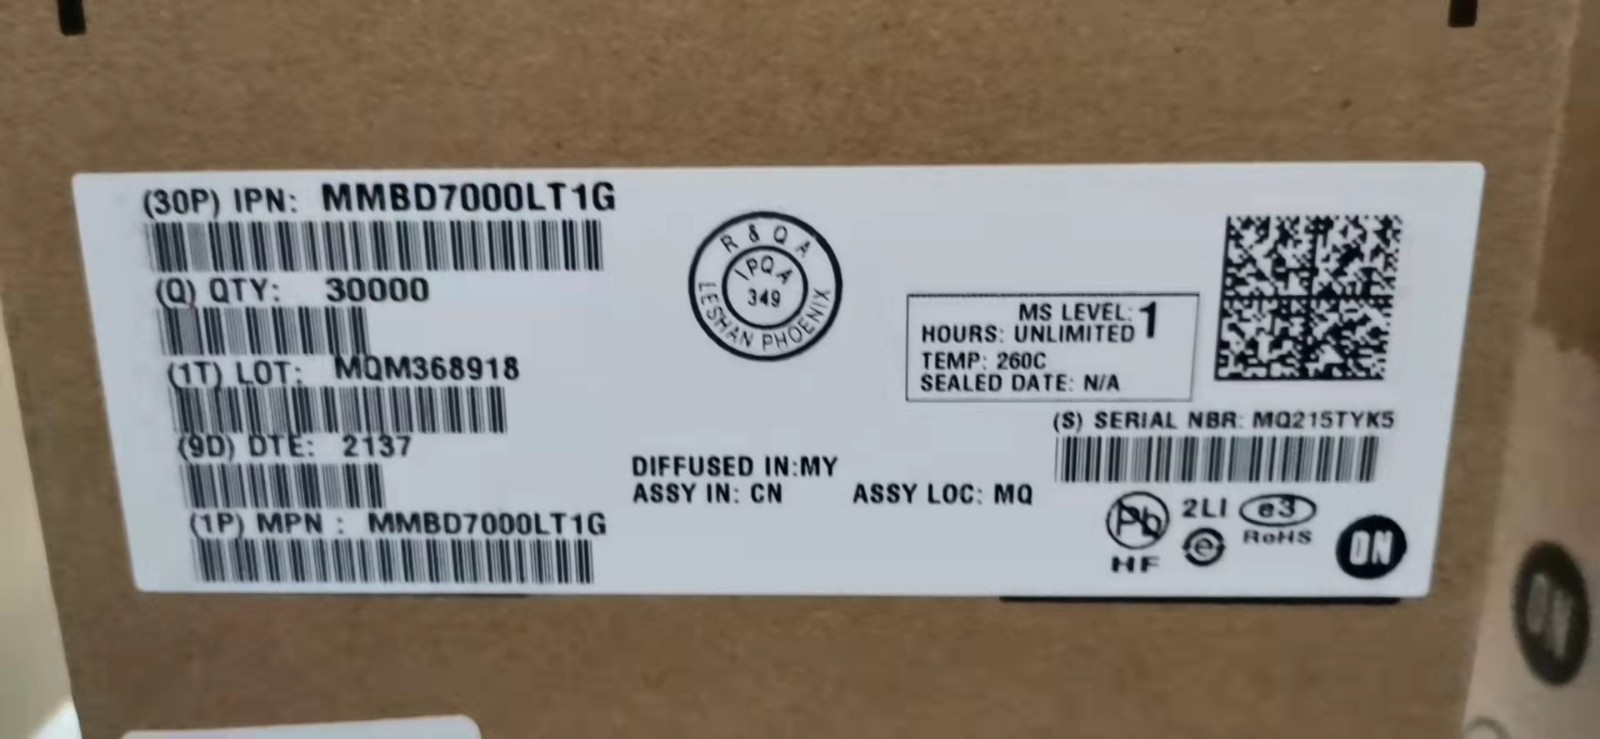 (30P) IPN: MMBD7000LT1G
(Q) QTY: 30000
(1T) LOT: MQM368918
(9D) DTE: 2137
(1P) MPN : MMBD7000LT1G
R & Q A
IPQA
349
LESHAN PHOENIX
DIFFUSED IN:MY
ASSY IN: CN ASSY LOC: MQ
MS LEVEL: 1
HOURS: UNLIMITED
TEMP: 260C
SEALED DATE: N/A
(S) SERIAL NBR: MQ215TYK5
Pb 2LI e3
HF e RoHS
ON
ON